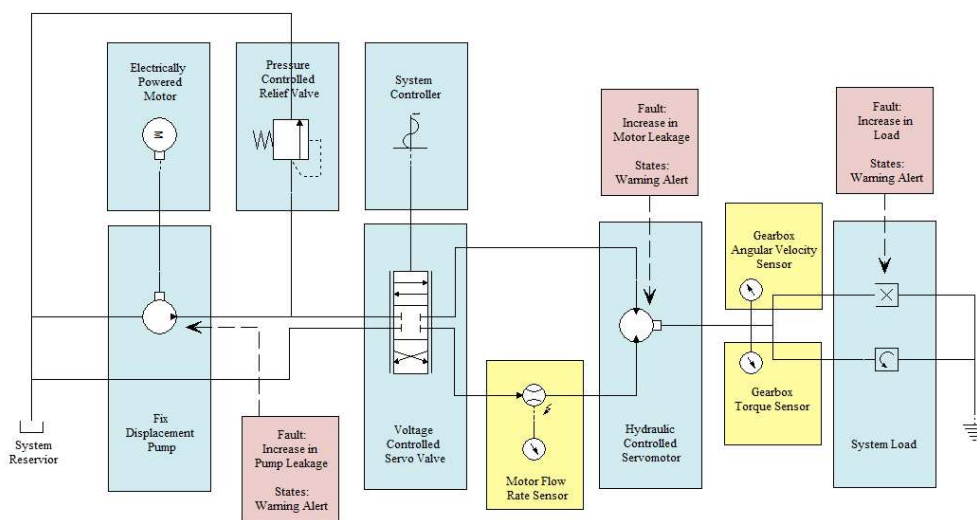 Electrically
Powered
Motor
M
Pressure
Controlled
Relief Valve
System
Controller
Fault:
Increase in
Motor Leakage
States:
Warning Alert
Fault:
Increase in
Load
States:
Warning Alert
Gearbox
Angular Velocity
Sensor
Gearbox
Torque Sensor
System
Reservior
Fix
Displacement
Pump
Fault:
Increase in
Pump Leakage
States:
Warning Alert
Voltage
Controlled
Servo Valve
Motor Flow
Rate Sensor
Hydraulic
Controlled
Servomotor
System Load